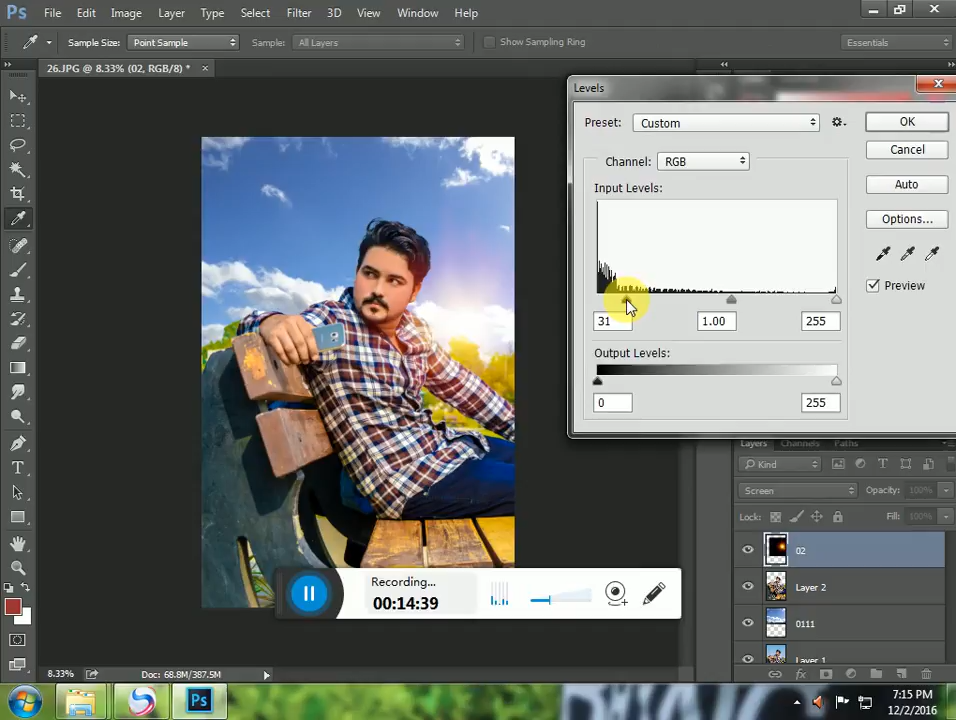 Ps File Edit Image Layer Type Select Filter 3D View Window Help
Sample Size: Point Sample Sample: All Layers Show Sampling Ring Essentials
26.JPG @ 8.33% (02, RGB/8) * ×
Levels
Preset: Custom OK
Channel: RGB Cancel
Input Levels: Auto
Options...
Preview
31 1.00 255
Output Levels:
0 255
Layers Channels Paths
Kind
Screen Opacity: 100%
Lock: Fill: 100%
02
Layer 2
0111
Layer 1
Recording...
00:14:39
8.33% Doc: 68.8M/387.5M
Ps
7:15 PM
12/2/2016